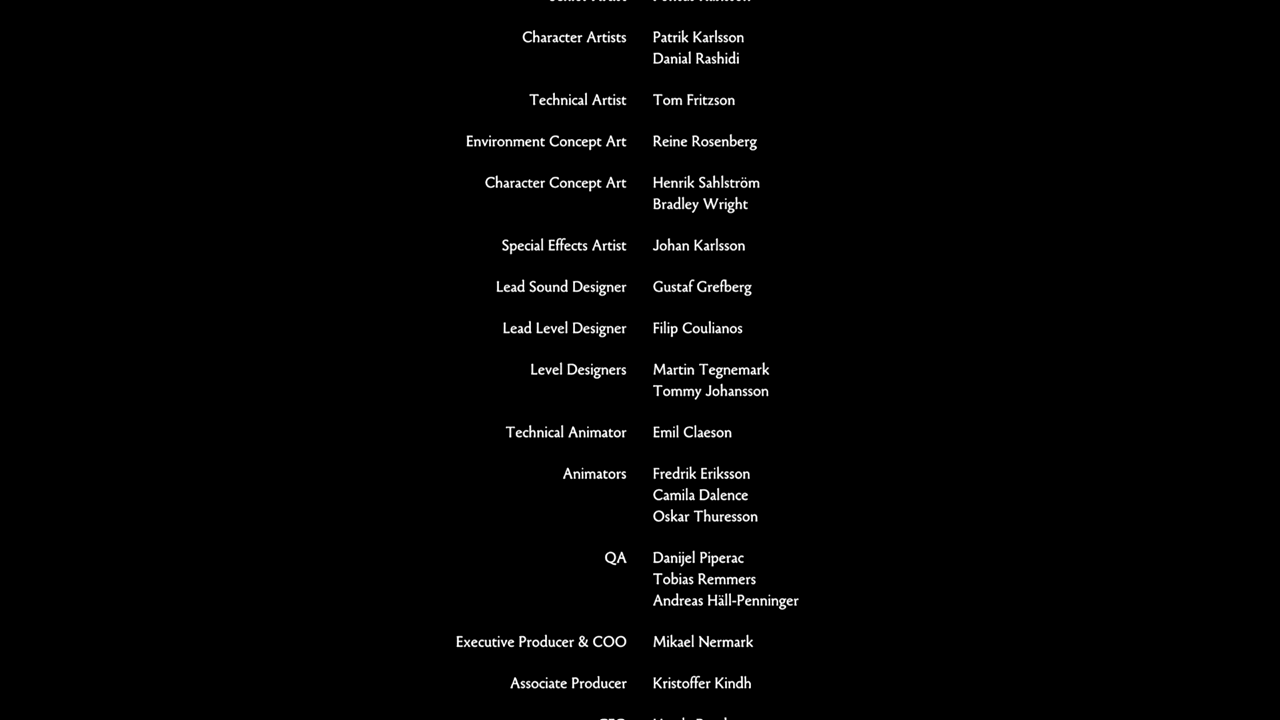 Character Artists Patrik Karlsson
Danial Rashidi
Technical Artist Tom Fritzson
Environment Concept Art Reine Rosenberg
Character Concept Art Henrik Sahlström
Bradley Wright
Special Effects Artist Johan Karlsson
Lead Sound Designer Gustaf Grefberg
Lead Level Designer Filip Coulianos
Level Designers Martin Tegnemark
Tommy Johansson
Technical Animator Emil Claeson
Animators Fredrik Eriksson
Camila Dalence
Oskar Thuresson
QA Danijel Piperac
Tobias Remmers
Andreas Häll-Penninger
Executive Producer & COO Mikael Nermark
Associate Producer Kristoffer Kindh